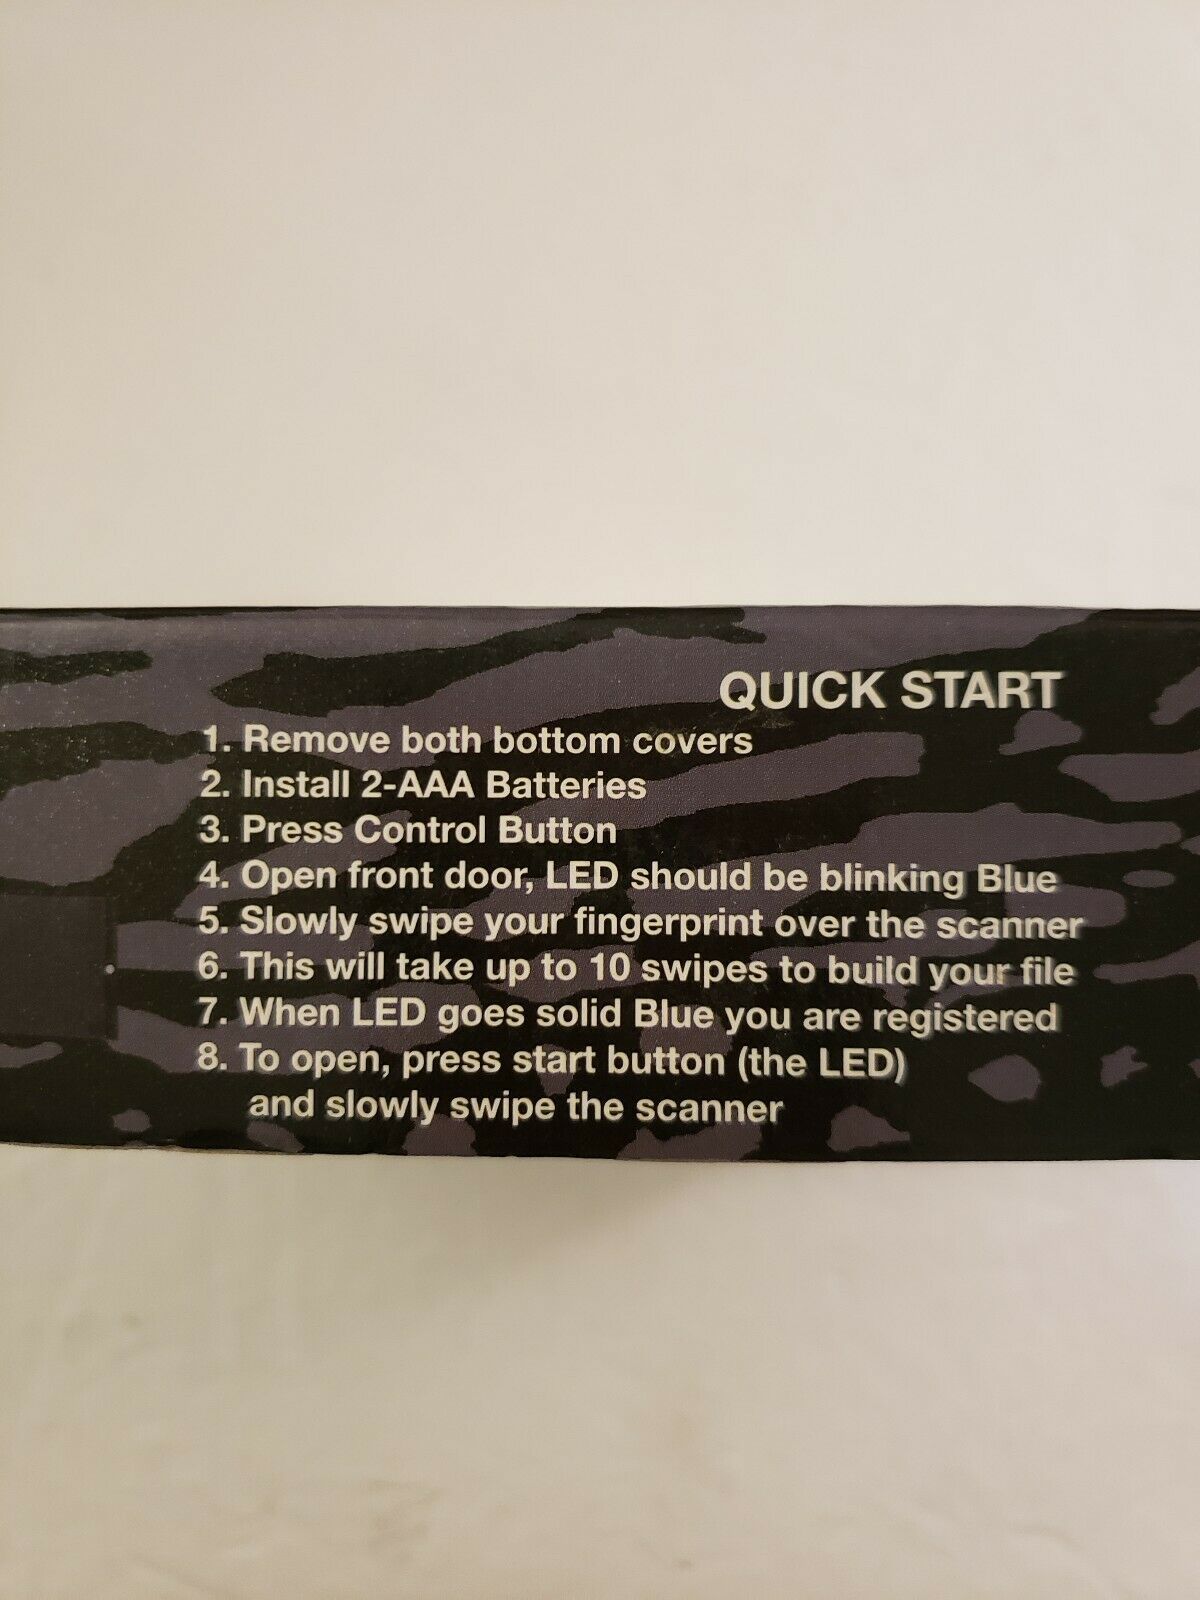 QUICK START
1. Remove both bottom covers
2. Install 2-AAA Batteries
3. Press Control Button
4. Open front door, LED should be blinking Blue
5. Slowly swipe your fingerprint over the scanner
6. This will take up to 10 swipes to build your file
7. When LED goes solid Blue you are registered
8. To open, press start button (the LED)
and slowly swipe the scanner